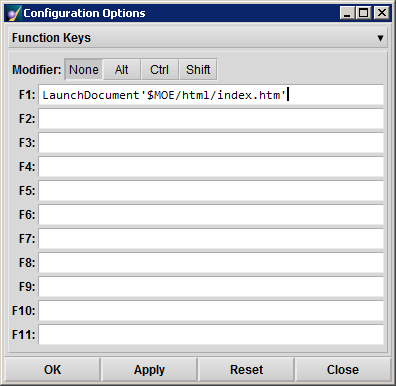 Configuration Options
Function Keys
Modifier: None Alt Ctrl Shift
F1: LaunchDocument'$MOE/html/index.htm'
F2:
F3:
F4:
F5:
F6:
F7:
F8:
F9:
F10:
F11:
OK Apply Reset Close